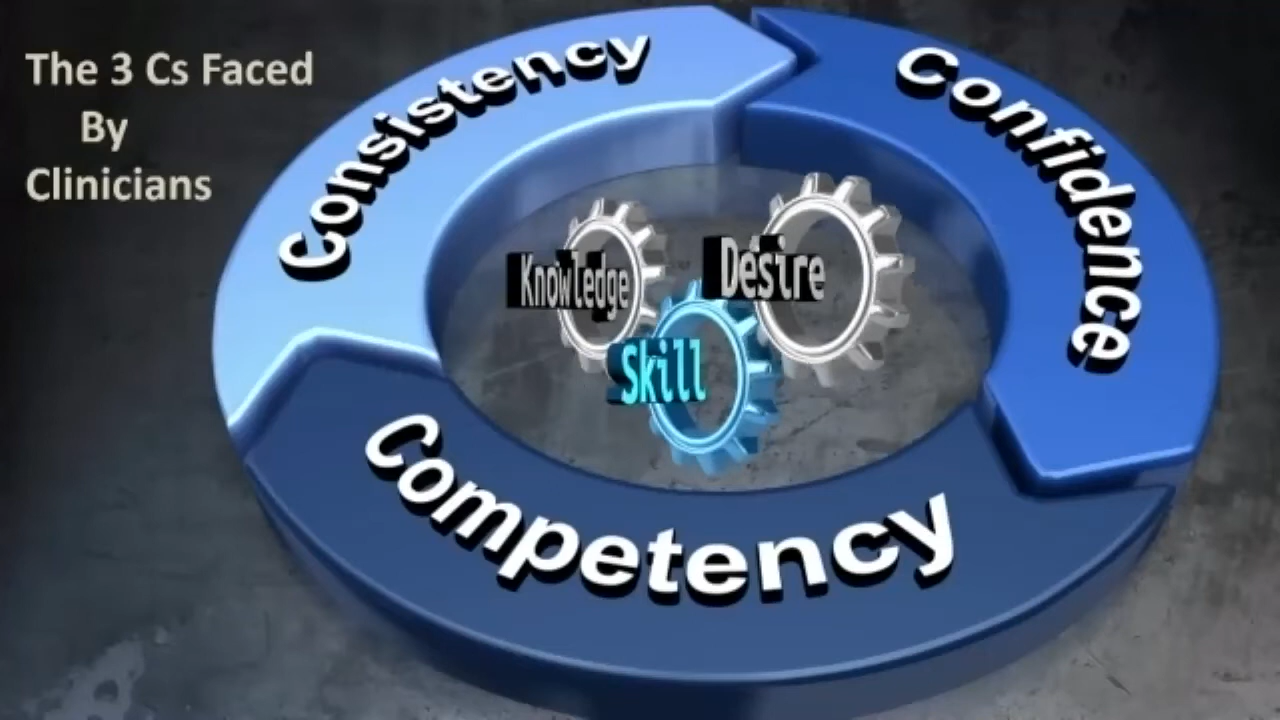 The 3 Cs Faced
By
Clinicians
Consistency
Confidence
Knowledge
Desire
Skill
Competency